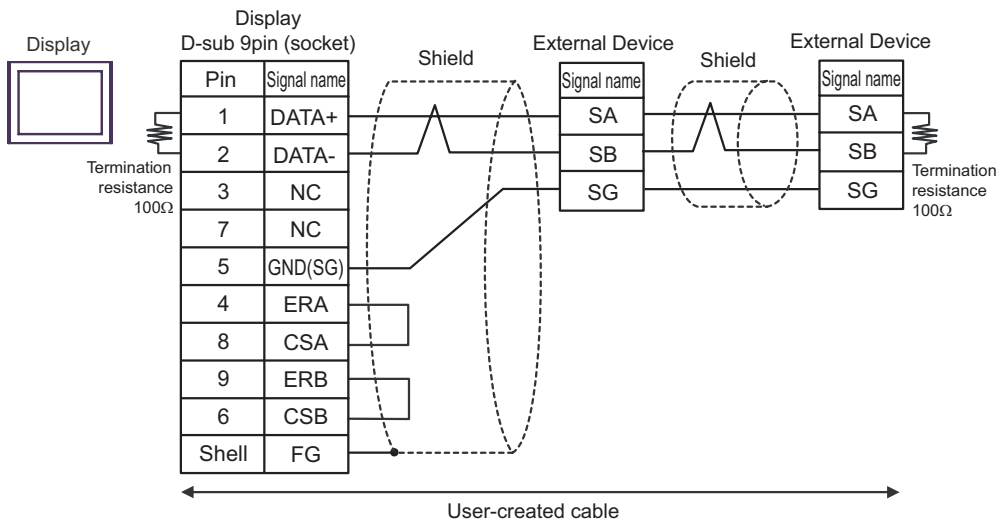 Display
Display
D-sub 9pin (socket)
Shield
External Device
Shield
External Device
Pin Signal name
1 DATA+
2 DATA-
3 NC
7 NC
5 GND(SG)
4 ERA
8 CSA
9 ERB
6 CSB
Shell FG
Termination
resistance
100Ω
Signal name
SA
SB
SG
Signal name
SA
SB
SG
Termination
resistance
100Ω
User-created cable